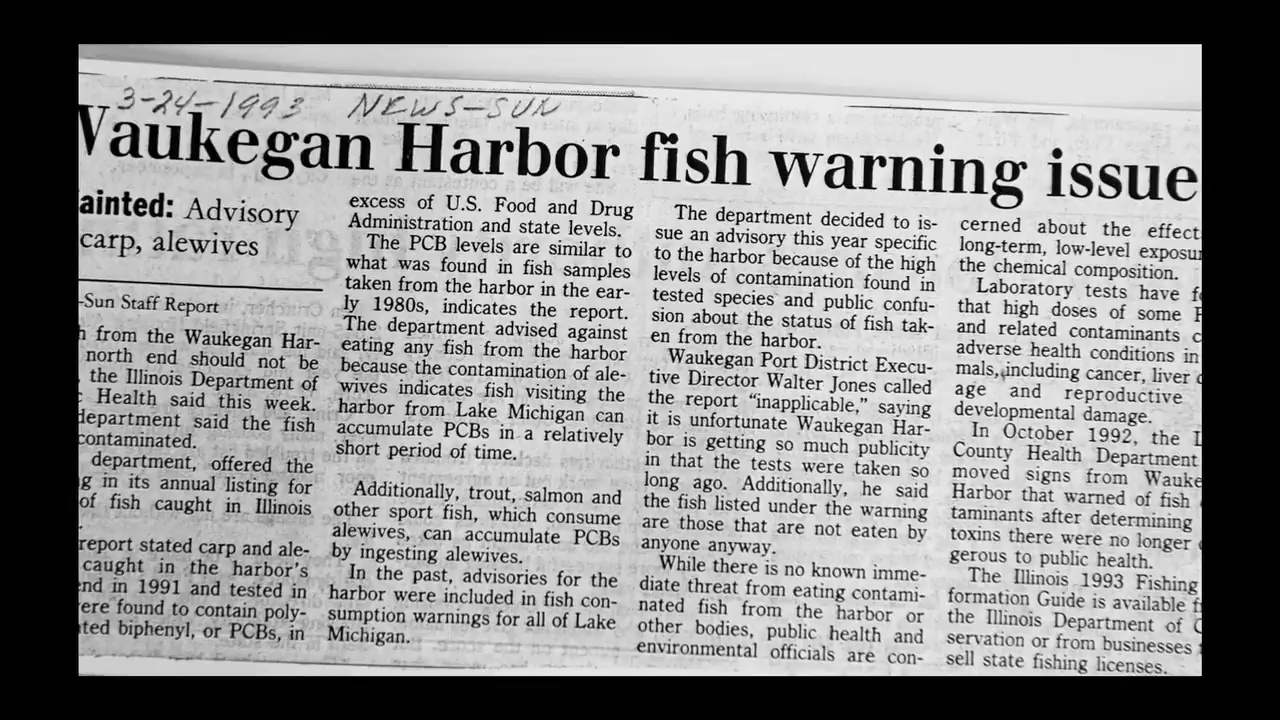 3-24-1993 NEWS-SUN
Waukegan Harbor fish warning issue
ainted: Advisory
carp, alewives
-Sun Staff Report
h from the Waukegan Har-
north end should not be
, the Illinois Department of
c Health said this week.
department said the fish
contaminated.
department, offered the
g in its annual listing for
of fish caught in Illinois
.
report stated carp and ale-
caught in the harbor's
end in 1991 and tested in
ere found to contain poly-
ted biphenyl, or PCBs, in
excess of U.S. Food and Drug
Administration and state levels.
The PCB levels are similar to
what was found in fish samples
taken from the harbor in the ear-
ly 1980s, indicates the report.
The department advised against
eating any fish from the harbor
because the contamination of ale-
wives indicates fish visiting the
harbor from Lake Michigan can
accumulate PCBs in a relatively
short period of time.
Additionally, trout, salmon and
other sport fish, which consume
alewives, can accumulate PCBs
by ingesting alewives.
In the past, advisories for the
harbor were included in fish con-
sumption warnings for all of Lake
Michigan.
The department decided to is-
sue an advisory this year specific
to the harbor because of the high
levels of contamination found in
tested species and public confu-
sion about the status of fish tak-
en from the harbor.
Waukegan Port District Execu-
tive Director Walter Jones called
the report "inapplicable," saying
it is unfortunate Waukegan Har-
bor is getting so much publicity
in that the tests were taken so
long ago. Additionally, he said
the fish listed under the warning
are those that are not eaten by
anyone anyway.
While there is no known imme-
diate threat from eating contami-
nated fish from the harbor or
other bodies, public health and
environmental officials are con-
cerned about the effect
long-term, low-level exposu
the chemical composition.
Laboratory tests have f
that high doses of some P
and related contaminants c
adverse health conditions in
mals, including cancer, liver d
age and reproductive
developmental damage.
In October 1992, the L
County Health Department
moved signs from Wauke
Harbor that warned of fish
taminants after determining
toxins there were no longer
gerous to public health.
The Illinois 1993 Fishing
formation Guide is available f
the Illinois Department of C
servation or from businesses
sell state fishing licenses.